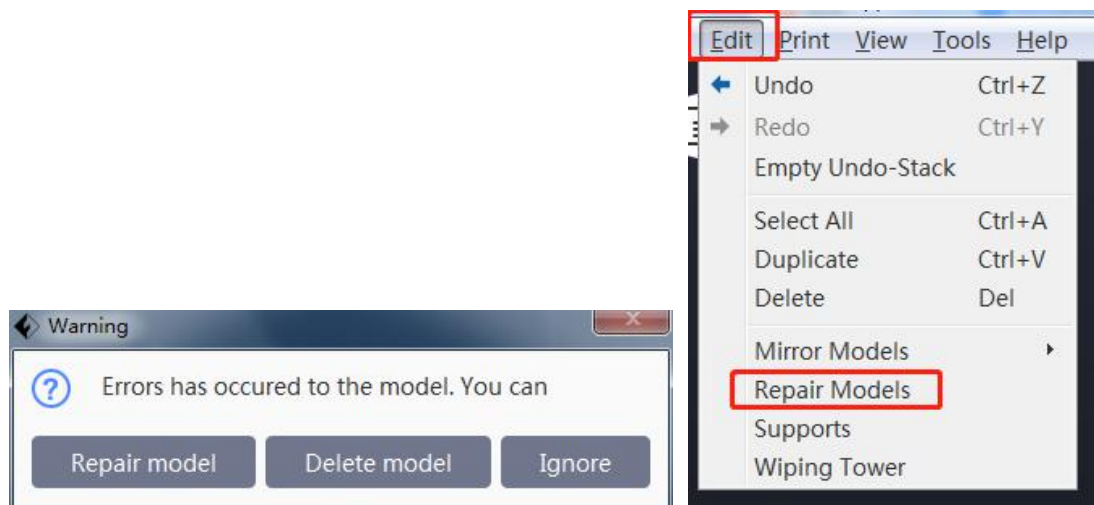 Warning
Errors has occured to the model. You can
Repair model Delete model Ignore
Edit Print View Tools Help
Undo Ctrl+Z
Redo Ctrl+Y
Empty Undo-Stack
Select All Ctrl+A
Duplicate Ctrl+V
Delete Del
Mirror Models
Repair Models
Supports
Wiping Tower